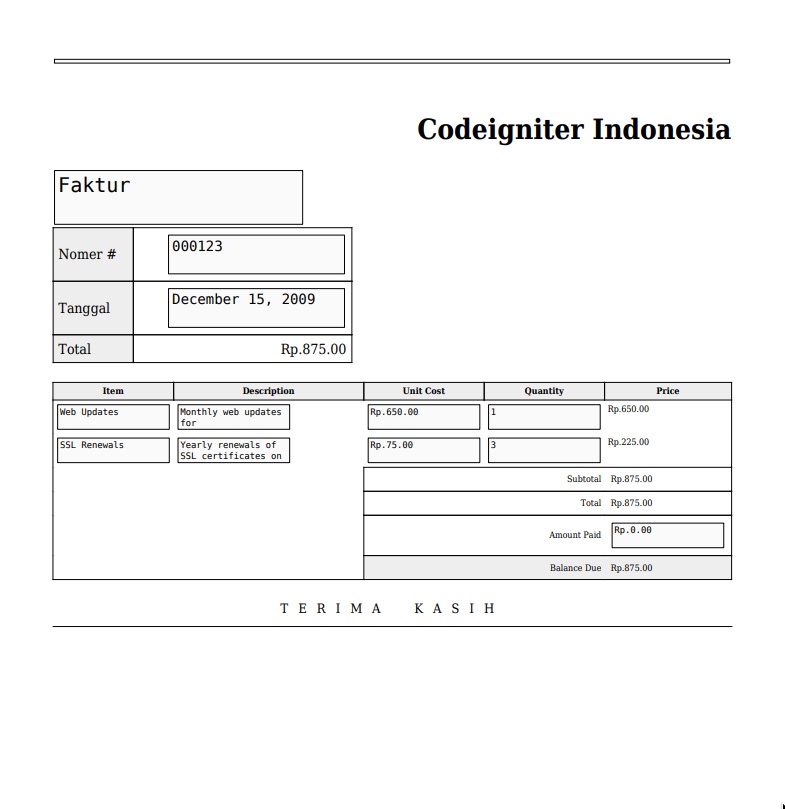 Codeigniter Indonesia
Faktur
Nomer # 000123
Tanggal December 15, 2009
Total Rp.875.00
Item Description Unit Cost Quantity Price
Web Updates Monthly web updates for Rp.650.00 1 Rp.650.00
SSL Renewals Yearly renewals of SSL certificates on Rp.75.00 3 Rp.225.00
Subtotal Rp.875.00
Total Rp.875.00
Amount Paid Rp.0.00
Balance Due Rp.875.00
TERIMA KASIH